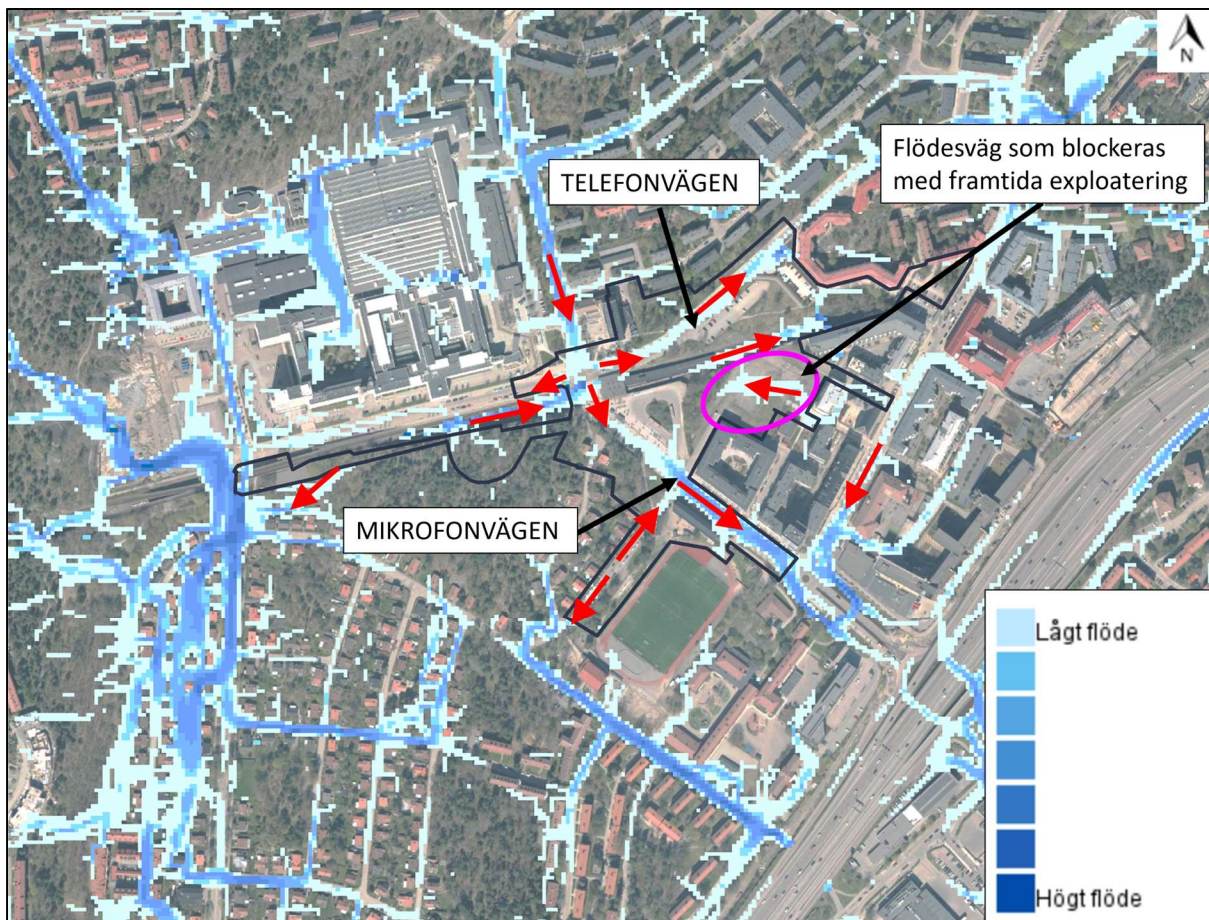 N
Flödesväg som blockeras
med framtida exploatering
TELEFONVÄGEN
MIKROFONVÄGEN
Lågt flöde
Högt flöde